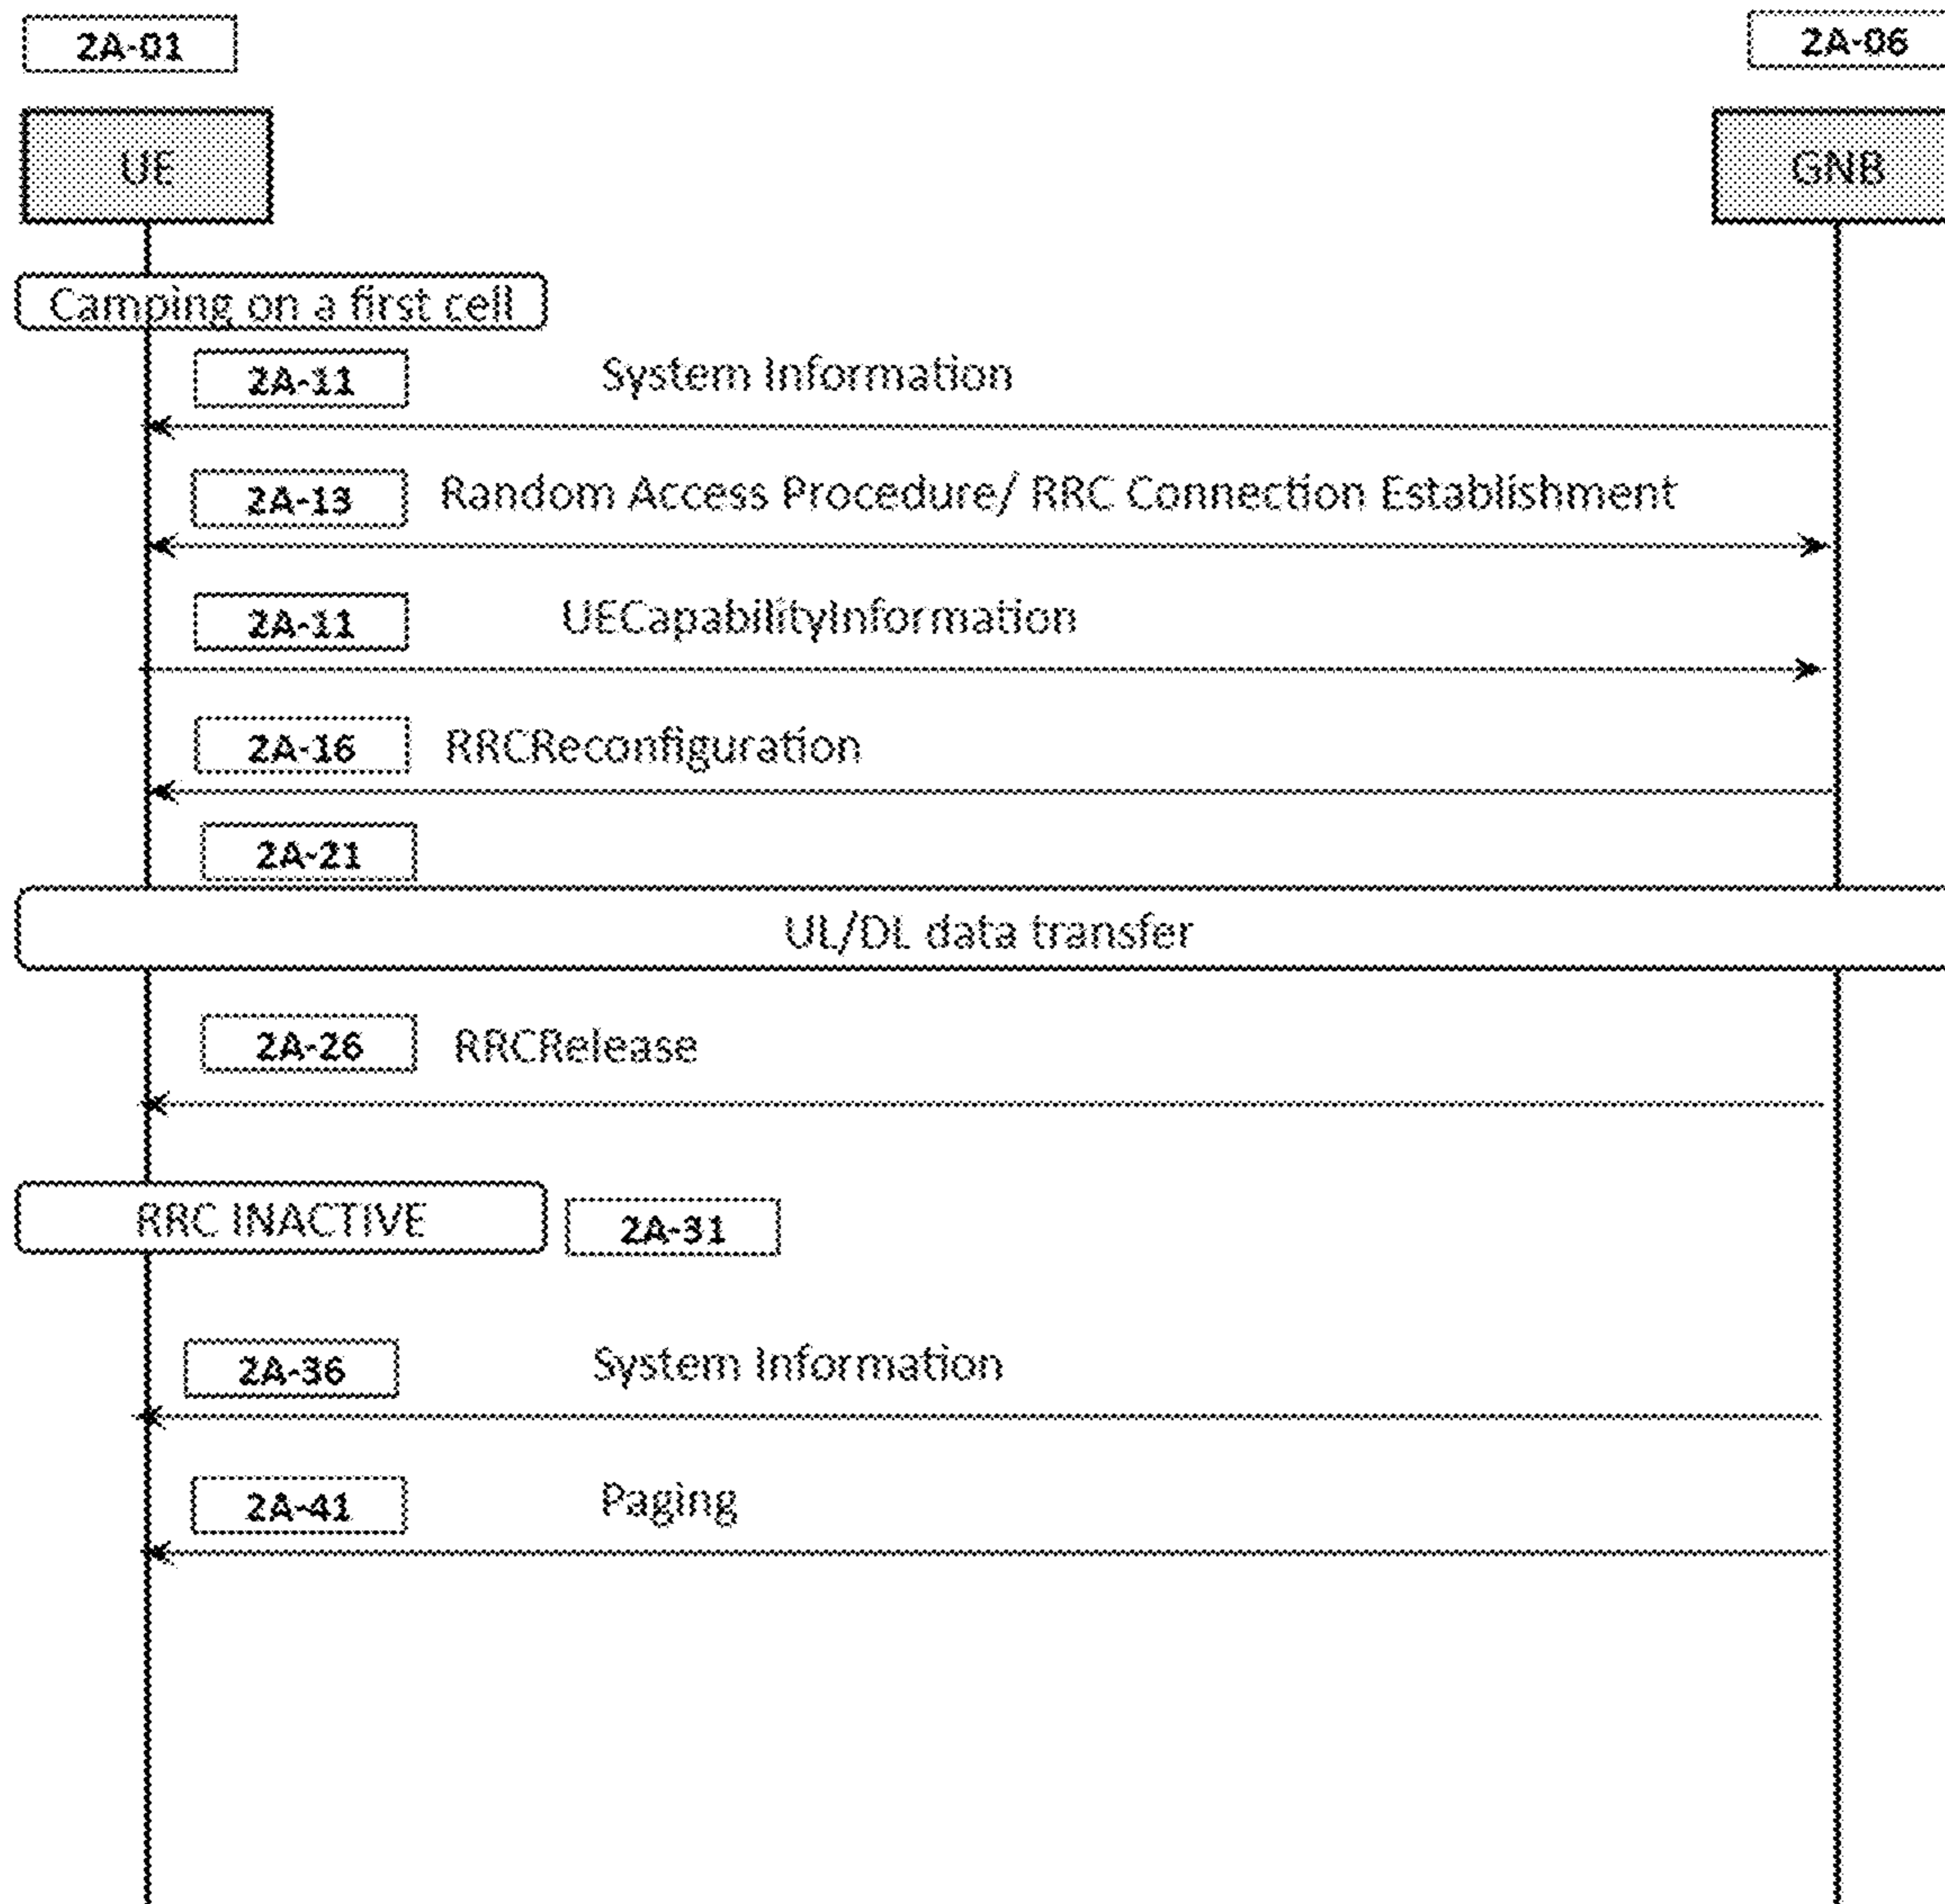 2A-01
2A-06
UE
GNB
Camping on a first cell
2A-11 System Information
2A-13 Random Access Procedure/ RRC Connection Establishment
2A-11 UECapabilityInformation
2A-16 RRCReconfiguration
2A-21
UL/DL data transfer
2A-26 RRCRelease
RRC INACTIVE 2A-31
2A-36 System Information
2A-41 Paging